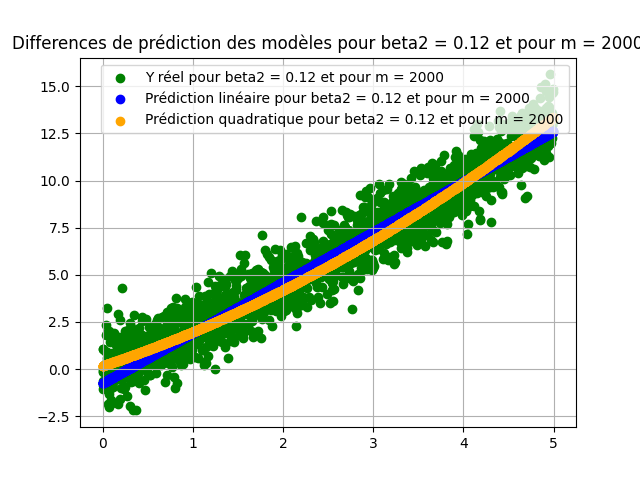 Differences de prédiction des modèles pour beta2 = 0.12 et pour m = 2000
Y réel pour beta2 = 0.12 et pour m = 2000
Prédiction linéaire pour beta2 = 0.12 et pour m = 2000
Prédiction quadratique pour beta2 = 0.12 et pour m = 2000
15.0
12.5
10.0
7.5
5.0
2.5
0.0
−2.5
0 1 2 3 4 5